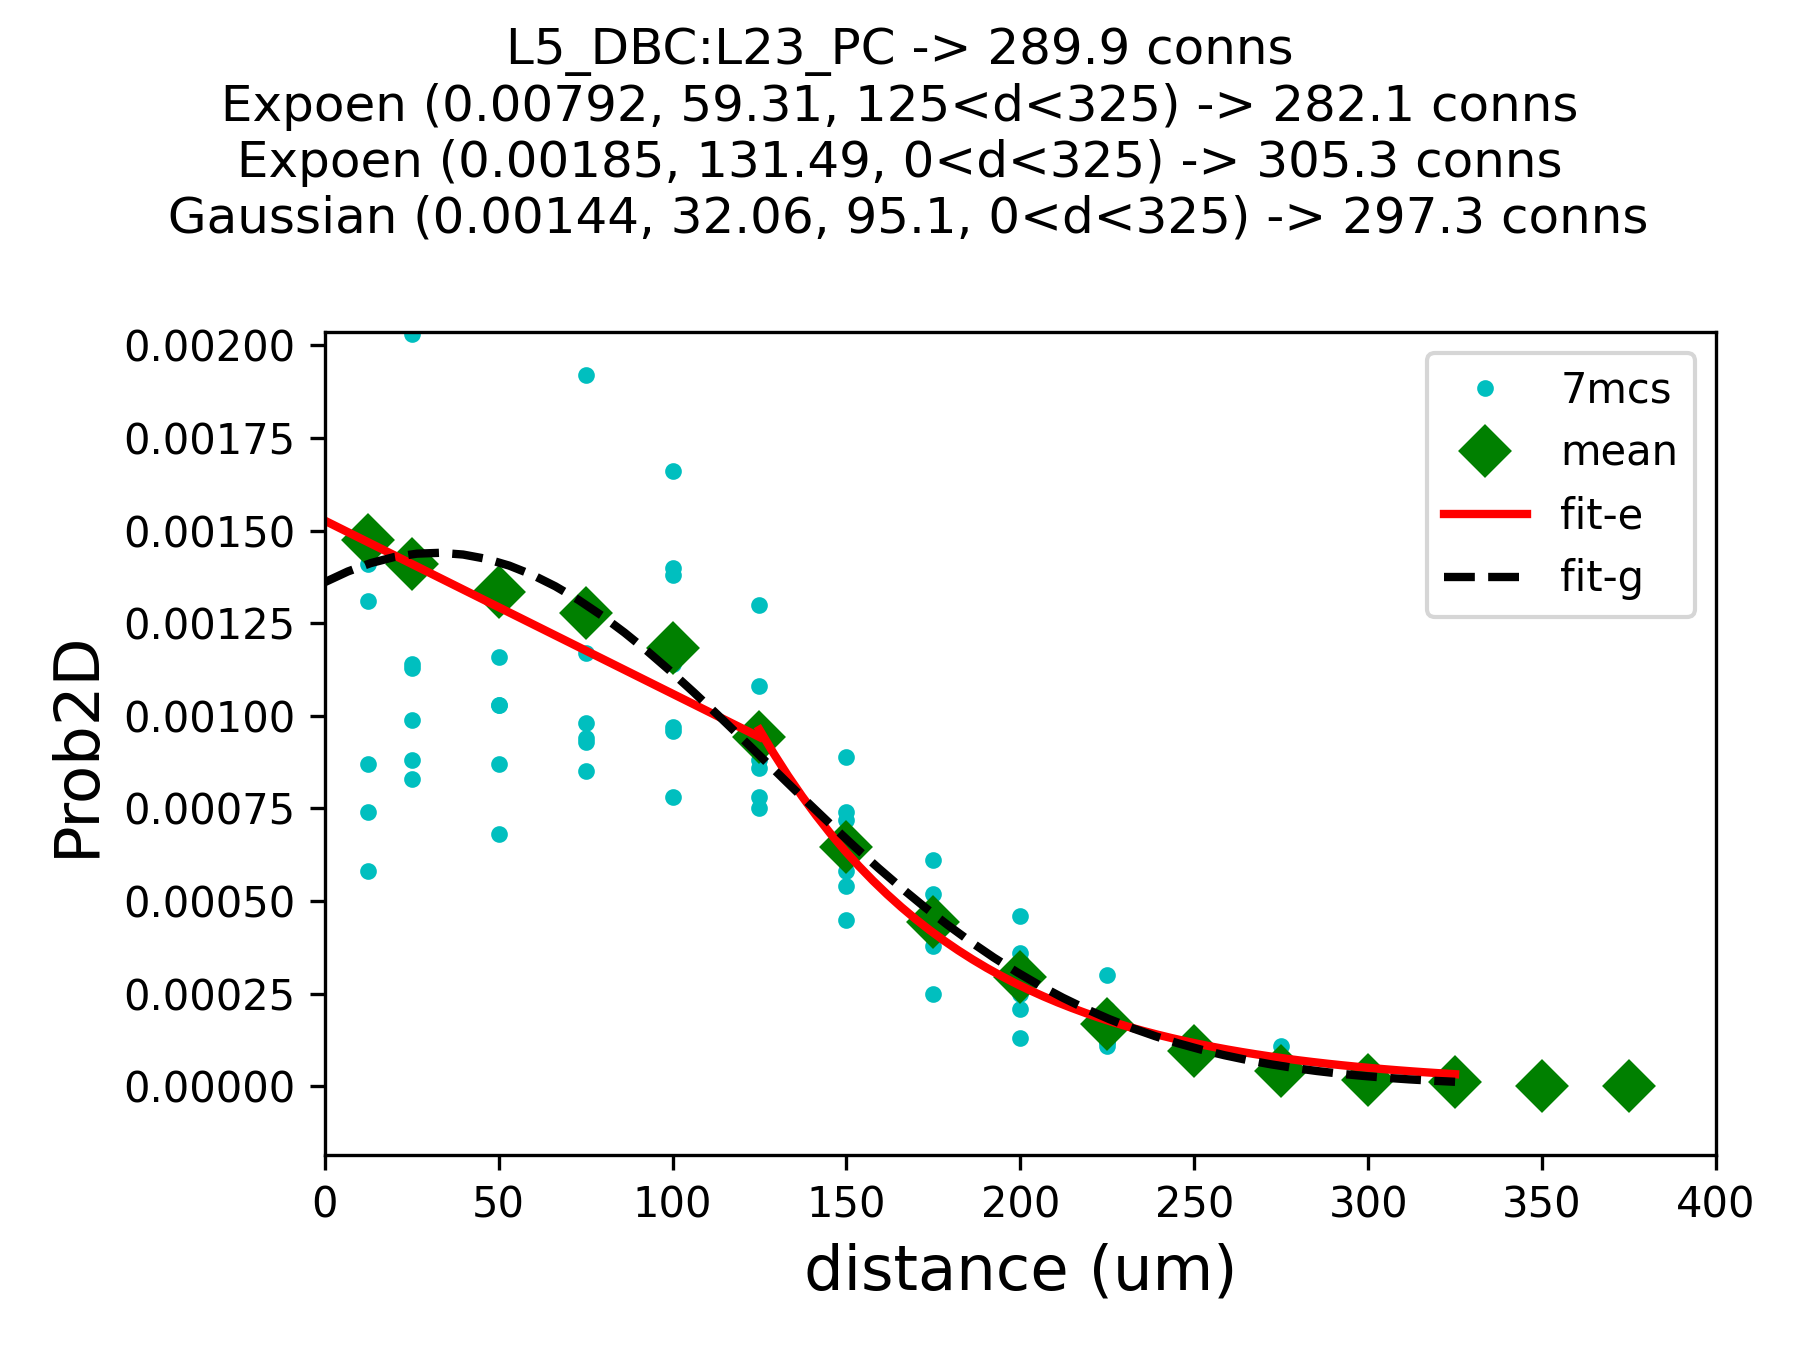 L5_DBC:L23_PC -> 289.9 conns
Expoen (0.00792, 59.31, 125<d<325) -> 282.1 conns
Expoen (0.00185, 131.49, 0<d<325) -> 305.3 conns
Gaussian (0.00144, 32.06, 95.1, 0<d<325) -> 297.3 conns
0.00200
0.00175
0.00150
0.00125
0.00100
0.00075
0.00050
0.00025
0.00000
Prob2D
7mcs
mean
fit-e
fit-g
0 50 100 150 200 250 300 350 400
distance (um)